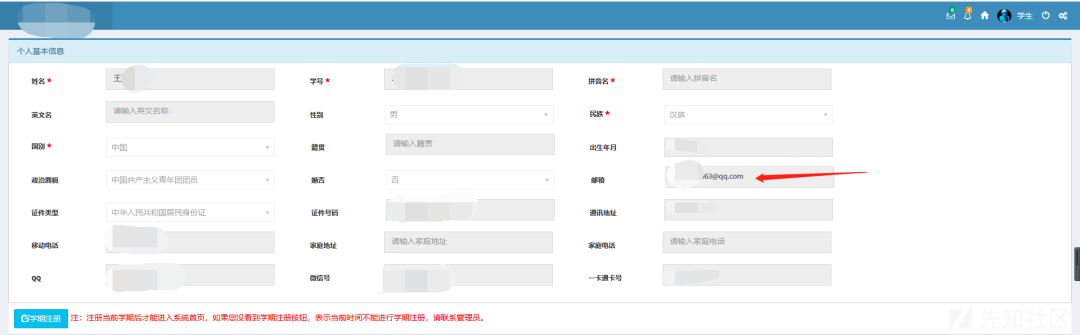 学生
个人基本信息
姓名 * 王 学号 * 拼音名 * 请输入拼音名
英文名 请输入英文名称 性别 男 民族 * 汉族
国别 * 中国 籍贯 请输入籍贯 出生年月
政治面貌 中国共产主义青年团团员 婚否 否 邮箱 63@qq.com
证件类型 中华人民共和国居民身份证 证件号码 通讯地址
移动电话 家庭地址 请输入家庭地址 家庭电话 请输入家庭电话
QQ 微信号 一卡通卡号
学期注册 注：注册当前学期后才能进入系统首页，如果您没看到学期注册按钮，表示当前时间不能进行学期注册，请联系管理员。
先知社区